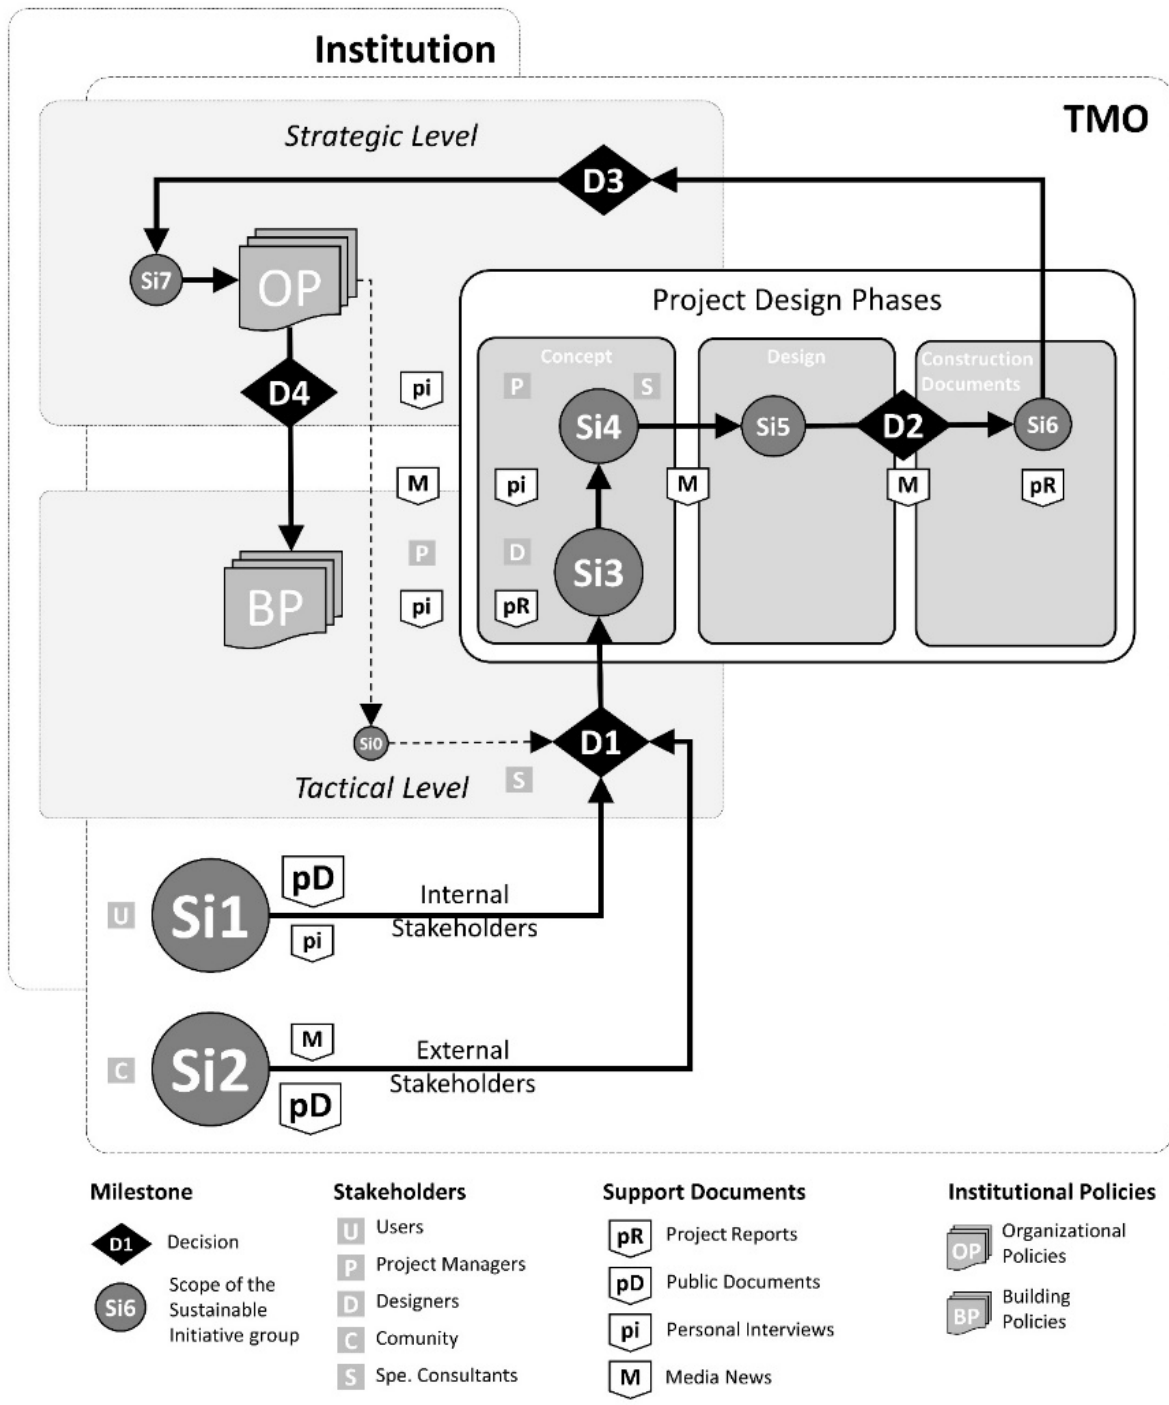 Institution
TMO
Strategic Level
D3
Si7
OP
Project Design Phases
Concept
Design
Construction
Documents
D4
pi
P
S
Si4
Si5
D2
Si6
M
pi
M
M
pR
P
D
Si3
BP
pi
pR
Si0
D1
Tactical Level
S
pD
Si1
U
Internal
Stakeholders
pi
M
Si2
C
External
Stakeholders
pD
Milestone
D1
Decision
Si6
Scope of the
Sustainable
Initiative group
Stakeholders
U Users
P Project Managers
D Designers
C Comunity
S Spe. Consultants
Support Documents
pR Project Reports
pD Public Documents
pi Personal Interviews
M Media News
Institutional Policies
OP
Organizational
Policies
BP
Building
Policies